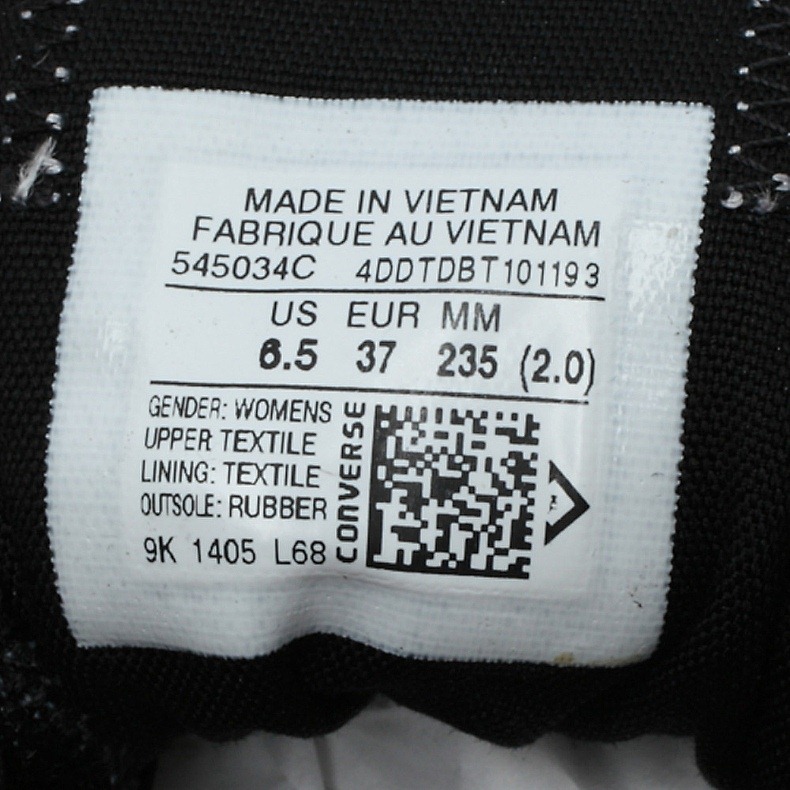 MADE IN VIETNAM
FABRIQUE AU VIETNAM
545034C 4DDTDBT101193
US EUR MM
6.5 37 235 (2.0)
GENDER: WOMENS
UPPER TEXTILE
LINING: TEXTILE
OUTSOLE: RUBBER
9K 1405 L68
CONVERSE